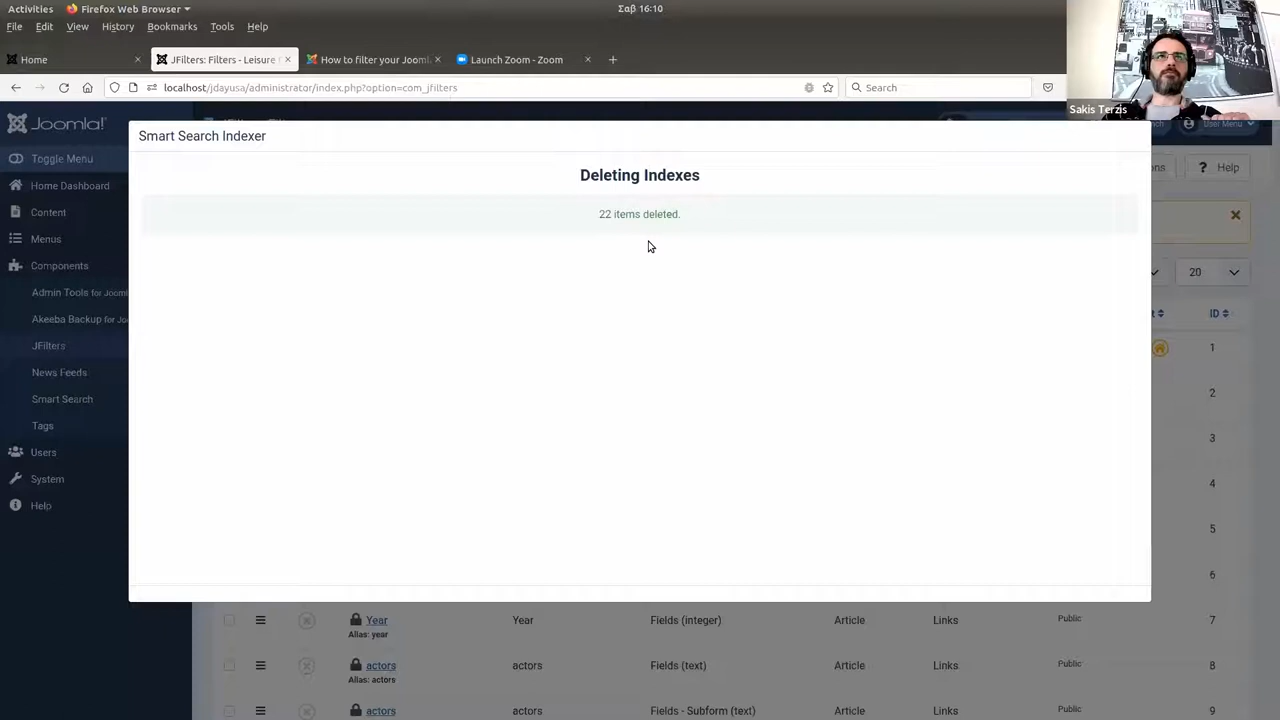 Activities
Firefox Web Browser
Σαβ 16:10
File Edit View History Bookmarks Tools Help
Home
JFilters: Filters - Leisure
How to filter your Jooml
Launch Zoom - Zoom
localhost/jdayusa/administrator/index.php?option=com_jfilters
Search
Sakis Terzis
Joomla!
User Menu
Smart Search Indexer
Deleting Indexes
22 items deleted.
Toggle Menu
Home Dashboard
Content
Menus
Components
Admin Tools for Jooml
Akeeba Backup for Joo
JFilters
News Feeds
Smart Search
Tags
Users
System
Help
ons
? Help
20
t
ID
1
2
3
4
5
6
Year Year Fields (integer) Article Links Public 7
Alias: year
actors actors Fields (text) Article Links Public 8
Alias: actors
actors actors Fields - Subform (text) Article Links Public 9